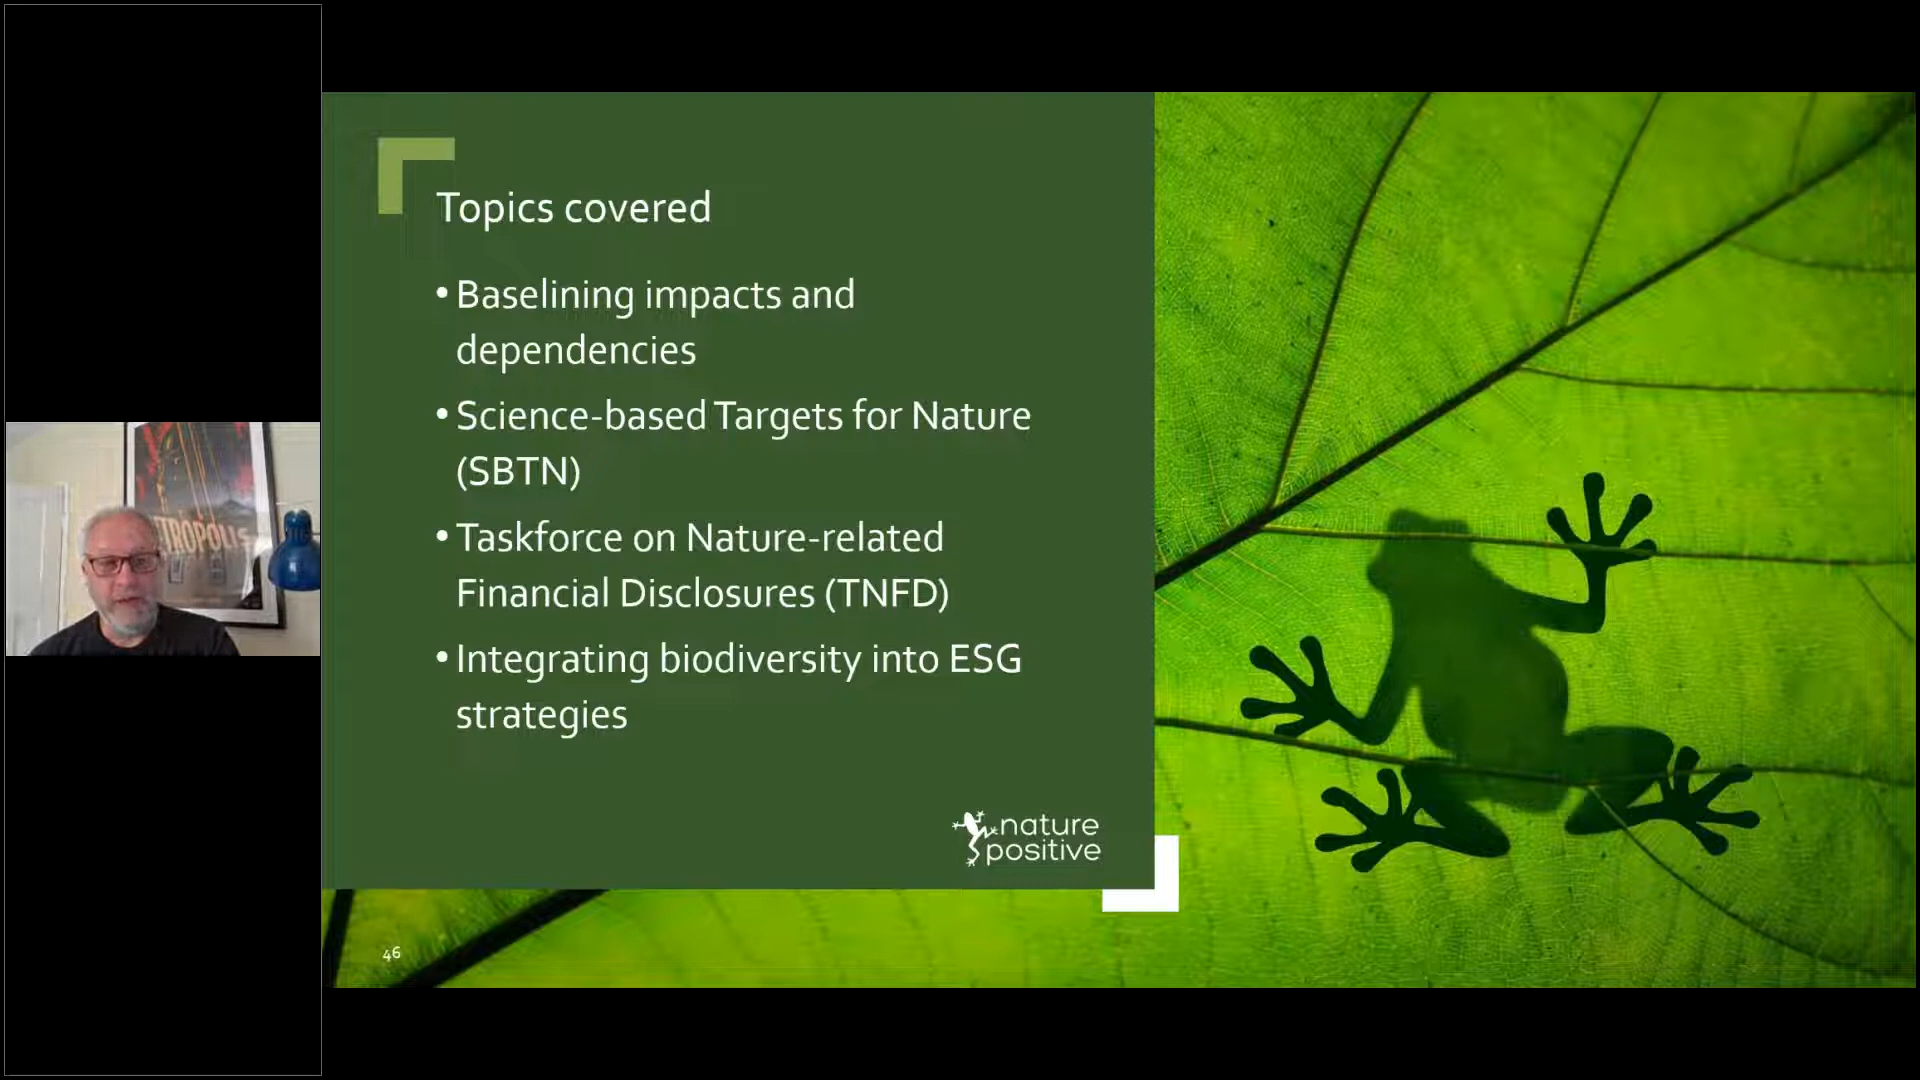 Topics covered
• Baselining impacts and
dependencies
• Science-based Targets for Nature
(SBTN)
• Taskforce on Nature-related
Financial Disclosures (TNFD)
• Integrating biodiversity into ESG
strategies
nature
positive
46
TROPOLIS